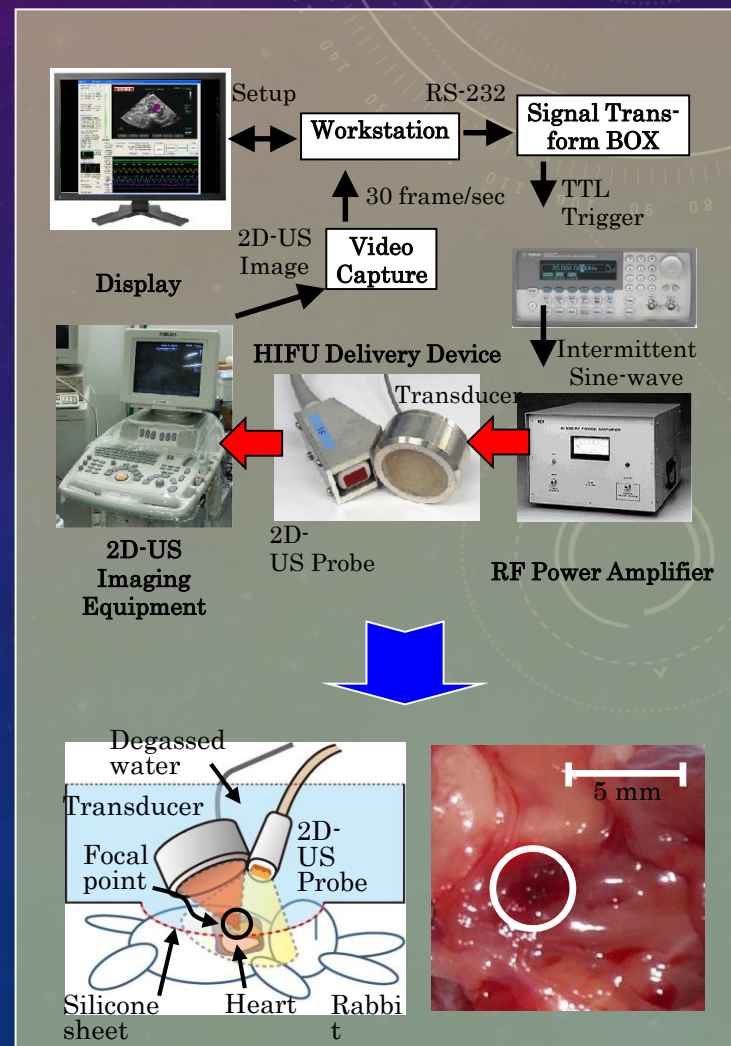 Setup
RS-232
Workstation
Signal Trans-
form BOX
30 frame/sec
TTL
Trigger
2D-US
Image
Video
Capture
Display
HIFU Delivery Device
Intermittent
Sine-wave
Transducer
2D-
US Probe
2D-US
Imaging
Equipment
RF Power Amplifier
Degassed
water
Transducer
2D-
US
Probe
Focal
point
Silicone
sheet
Heart
Rabbi
t
5 mm